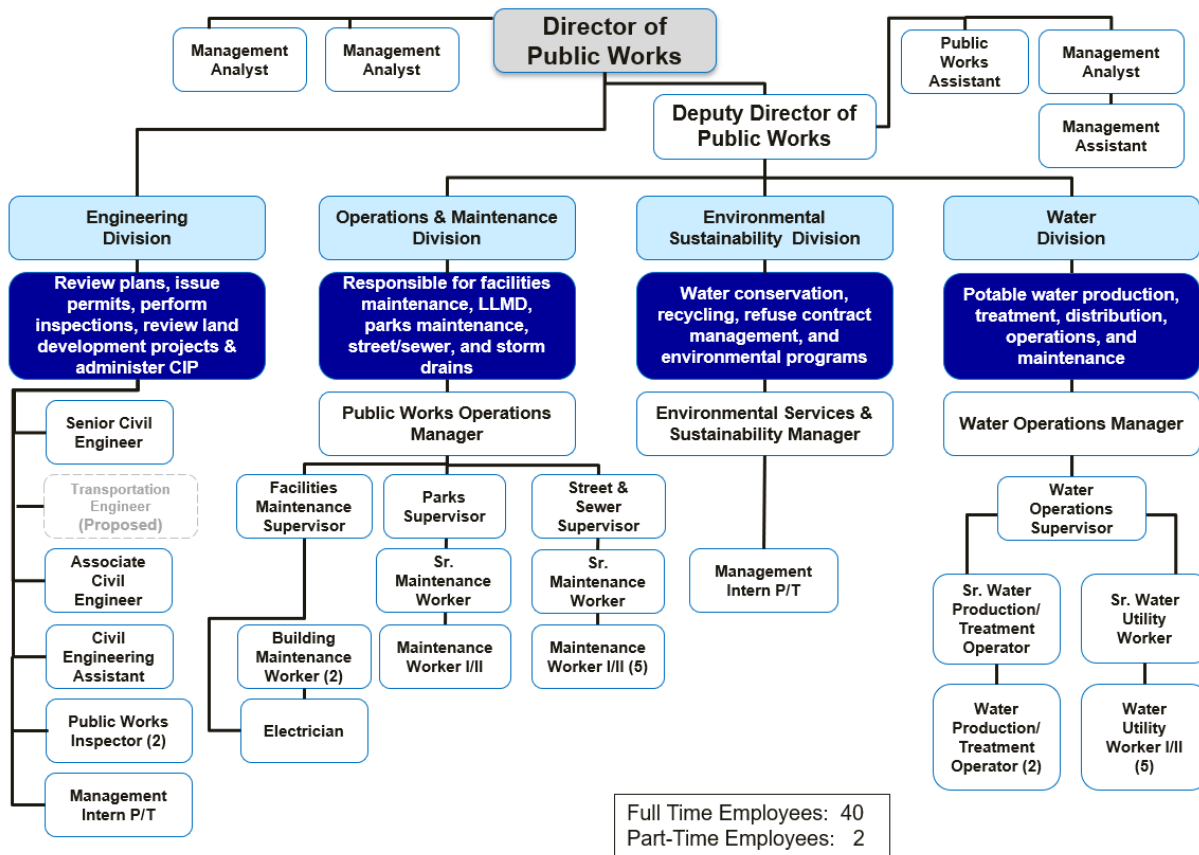 Director of
Public Works
Management
Analyst
Management
Analyst
Public
Works
Assistant
Management
Analyst
Management
Assistant
Deputy Director of
Public Works
Engineering
Division
Operations & Maintenance
Division
Environmental
Sustainability Division
Water
Division
Review plans, issue
permits, perform
inspections, review land
development projects &
administer CIP
Responsible for facilities
maintenance, LLMD,
parks maintenance,
street/sewer, and storm
drains
Water conservation,
recycling, refuse contract
management, and
environmental programs
Potable water production,
treatment, distribution,
operations, and
maintenance
Senior Civil
Engineer
Transportation
Engineer
(Proposed)
Associate
Civil
Engineer
Civil
Engineering
Assistant
Public Works
Inspector (2)
Management
Intern P/T
Public Works Operations
Manager
Facilities
Maintenance
Supervisor
Building
Maintenance
Worker (2)
Electrician
Parks
Supervisor
Sr.
Maintenance
Worker
Maintenance
Worker I/II
Street &
Sewer
Supervisor
Sr.
Maintenance
Worker
Maintenance
Worker I/II (5)
Environmental Services &
Sustainability Manager
Management
Intern P/T
Water Operations Manager
Water
Operations
Supervisor
Sr. Water
Production/
Treatment
Operator
Water
Production/
Treatment
Operator (2)
Sr. Water
Utility
Worker
Water
Utility
Worker I/II
(5)
Full Time Employees: 40
Part-Time Employees: 2